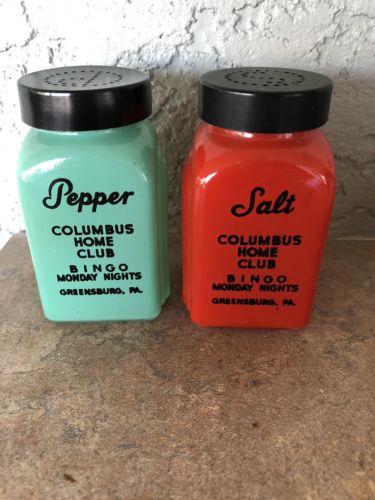 Pepper
COLUMBUS
HOME
CLUB
BINGO
MONDAY NIGHTS
GREENSBURG, PA.
Salt
COLUMBUS
HOME
CLUB
BINGO
MONDAY NIGHTS
GREENSBURG, PA.